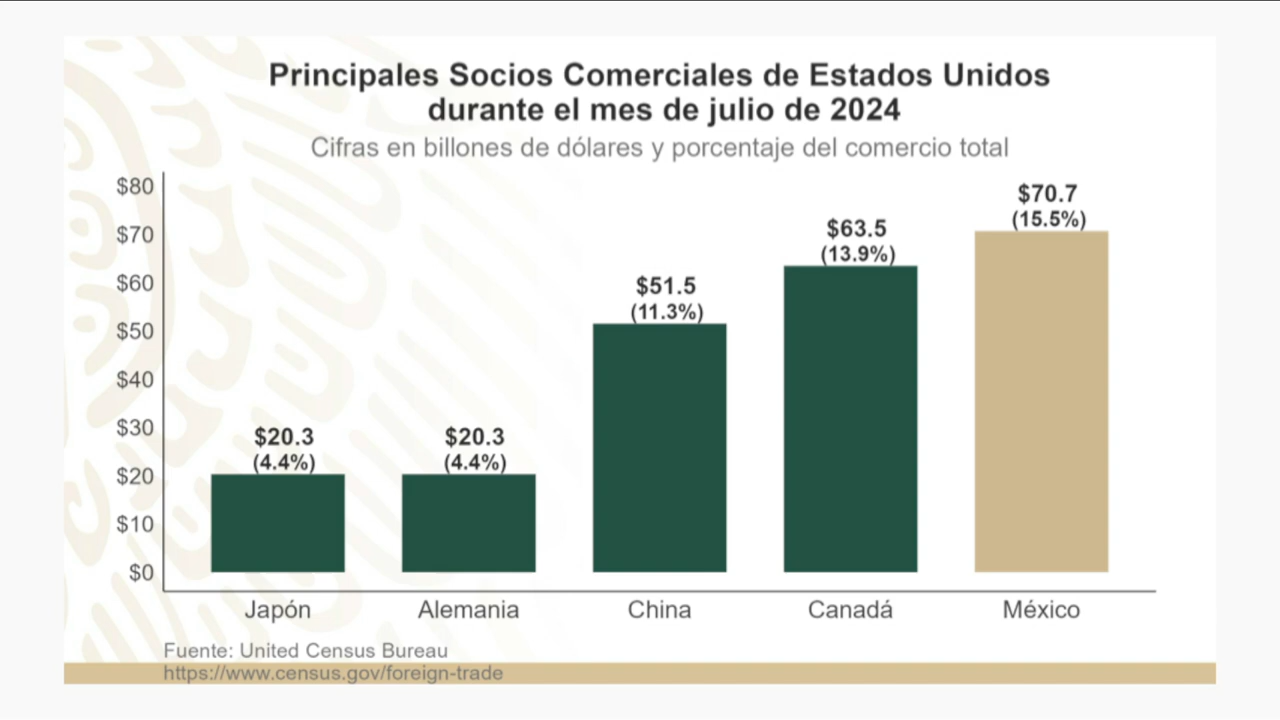 Principales Socios Comerciales de Estados Unidos
durante el mes de julio de 2024
Cifras en billones de dólares y porcentaje del comercio total
$80
$70
$60
$50
$40
$30
$20
$10
$0
$20.3
(4.4%)
$20.3
(4.4%)
$51.5
(11.3%)
$63.5
(13.9%)
$70.7
(15.5%)
Japón
Alemania
China
Canadá
México
Fuente: United Census Bureau
https://www.census.gov/foreign-trade